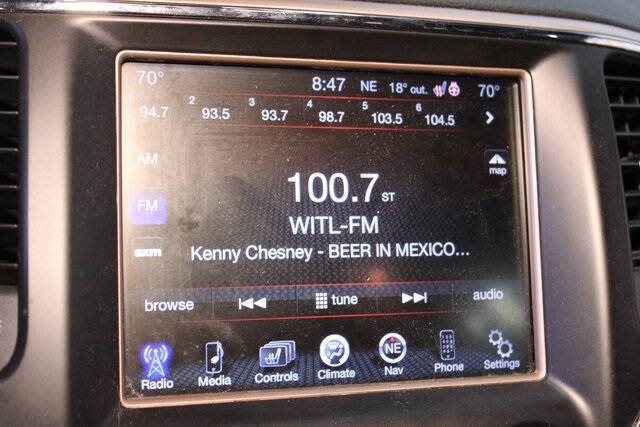 70° 8:47 NE 18° out. 70°
1 94.7 2 93.5 3 93.7 4 98.7 5 103.5 6 104.5
AM
map
100.7 ST
FM
WITL-FM
sxm
Kenny Chesney - BEER IN MEXICO...
browse tune audio
NE
Radio Media Controls Climate Nav Phone Settings